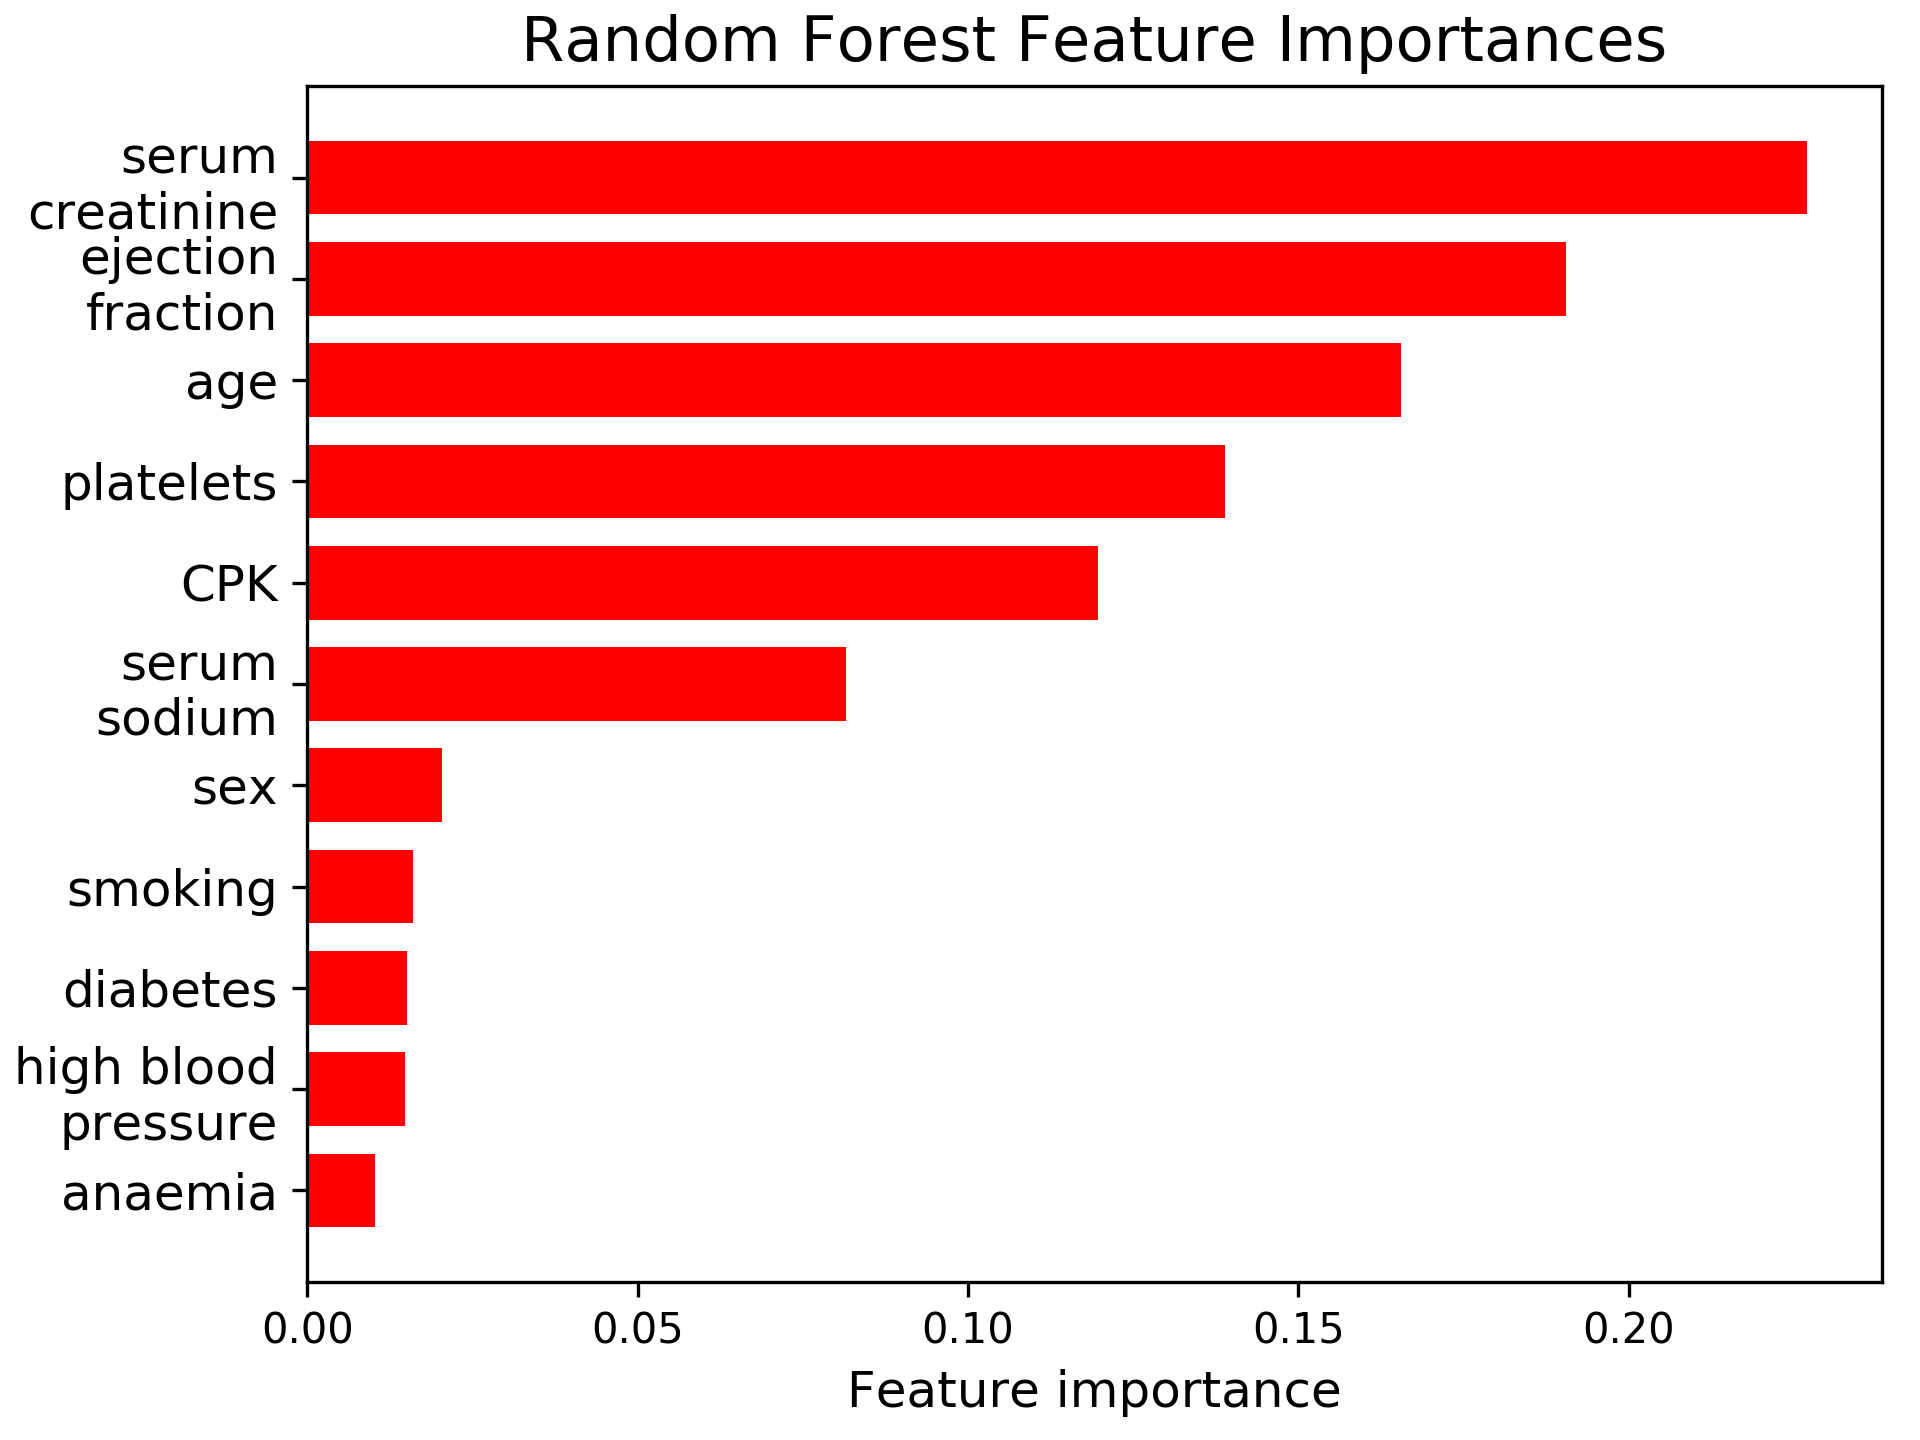 Random Forest Feature Importances
serum
creatinine
ejection
fraction
age
platelets
CPK
serum
sodium
sex
smoking
diabetes
high blood
pressure
anaemia
0.00 0.05 0.10 0.15 0.20
Feature importance